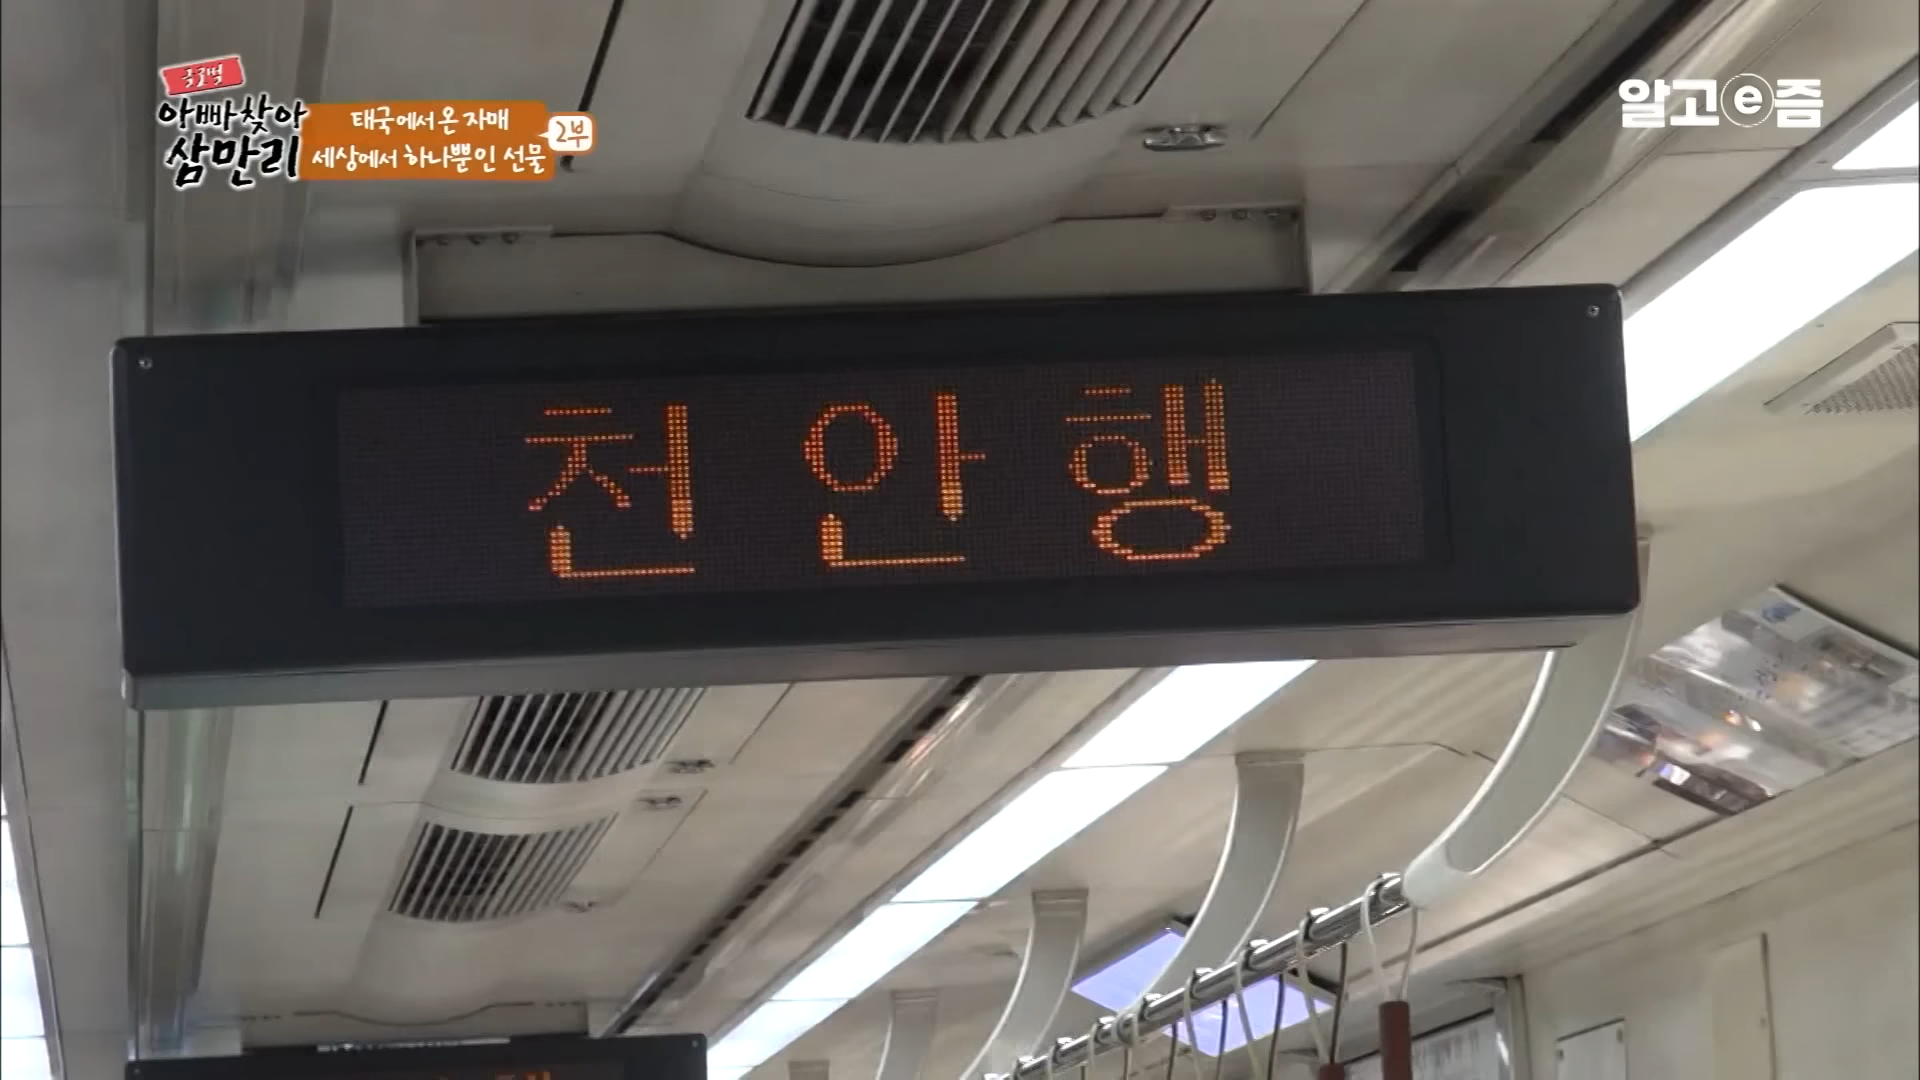 글로벌
아빠 찾아
삼만리
태국에서 온 자매
세상에서 하나뿐인 선물
2부
알고e즘
천안행